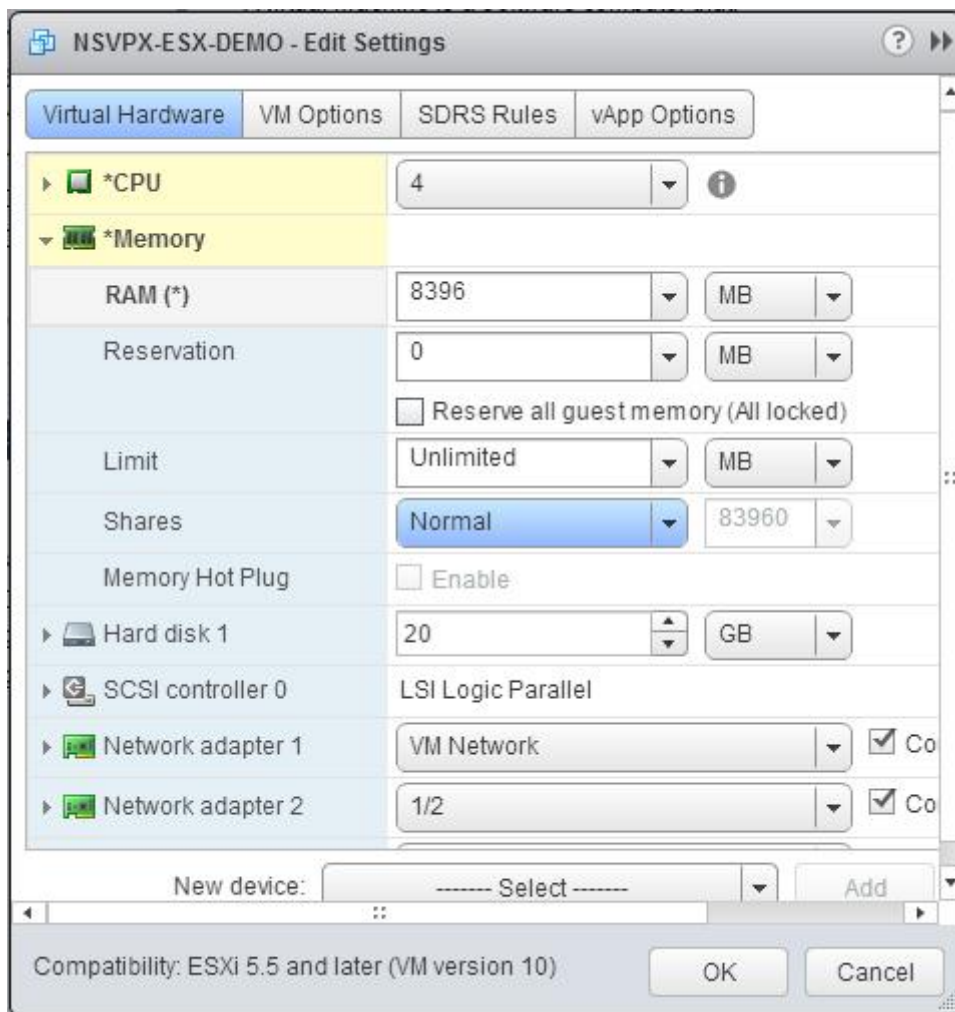 NSVPX-ESX-DEMO - Edit Settings ?
Virtual Hardware VM Options SDRS Rules vApp Options
*CPU 4
*Memory
RAM (*) 8396 MB
Reservation 0 MB
Reserve all guest memory (All locked)
Limit Unlimited MB
Shares Normal 83960
Memory Hot Plug Enable
Hard disk 1 20 GB
SCSI controller 0 LSI Logic Parallel
Network adapter 1 VM Network Co
Network adapter 2 1/2 Co
New device: ------- Select ------- Add
Compatibility: ESXi 5.5 and later (VM version 10) OK Cancel